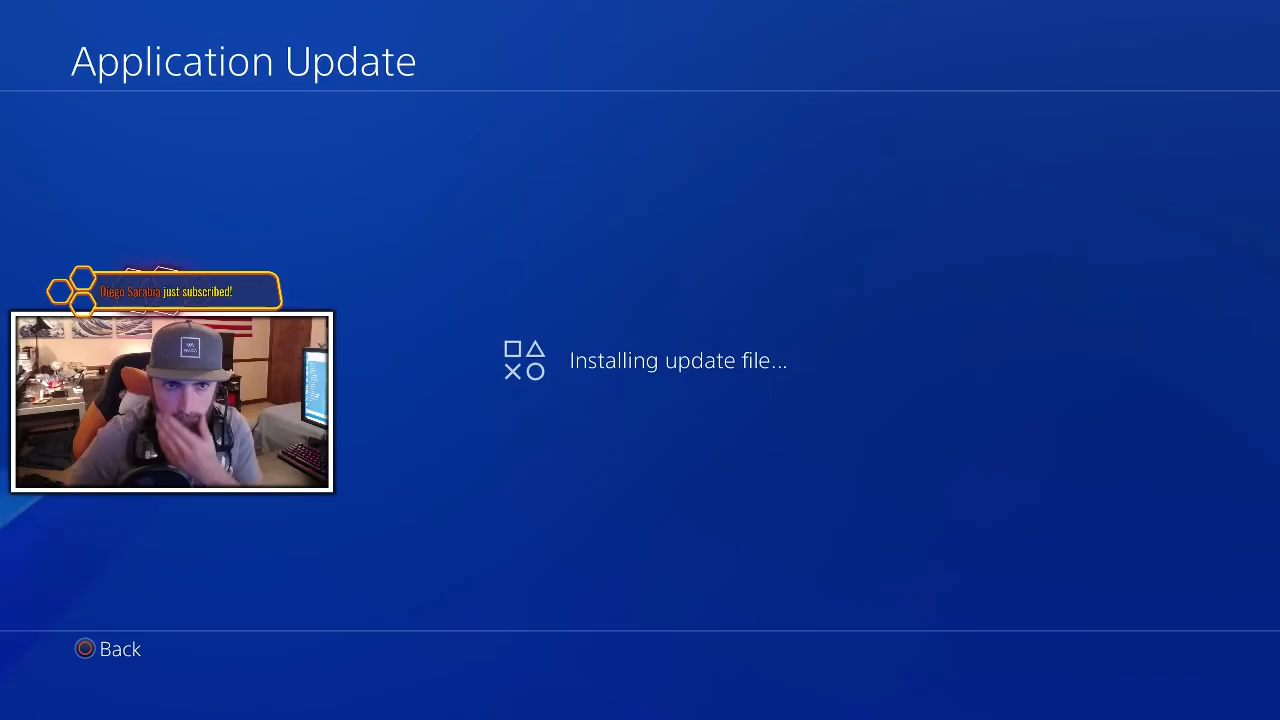 Application Update
Diego Sarabia just subscribed!
Installing update file...
Back